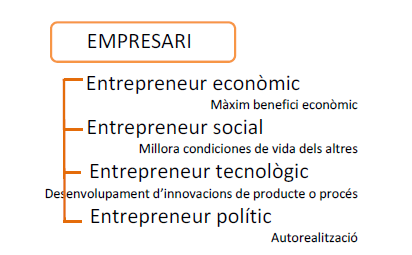 EMPRESARI
Entrepreneur econòmic
Màxim benefici econòmic
Entrepreneur social
Millora condiciones de vida dels altres
Entrepreneur tecnològic
Desenvolupament d’innovacions de producte o procés
Entrepreneur polític
Autorealització